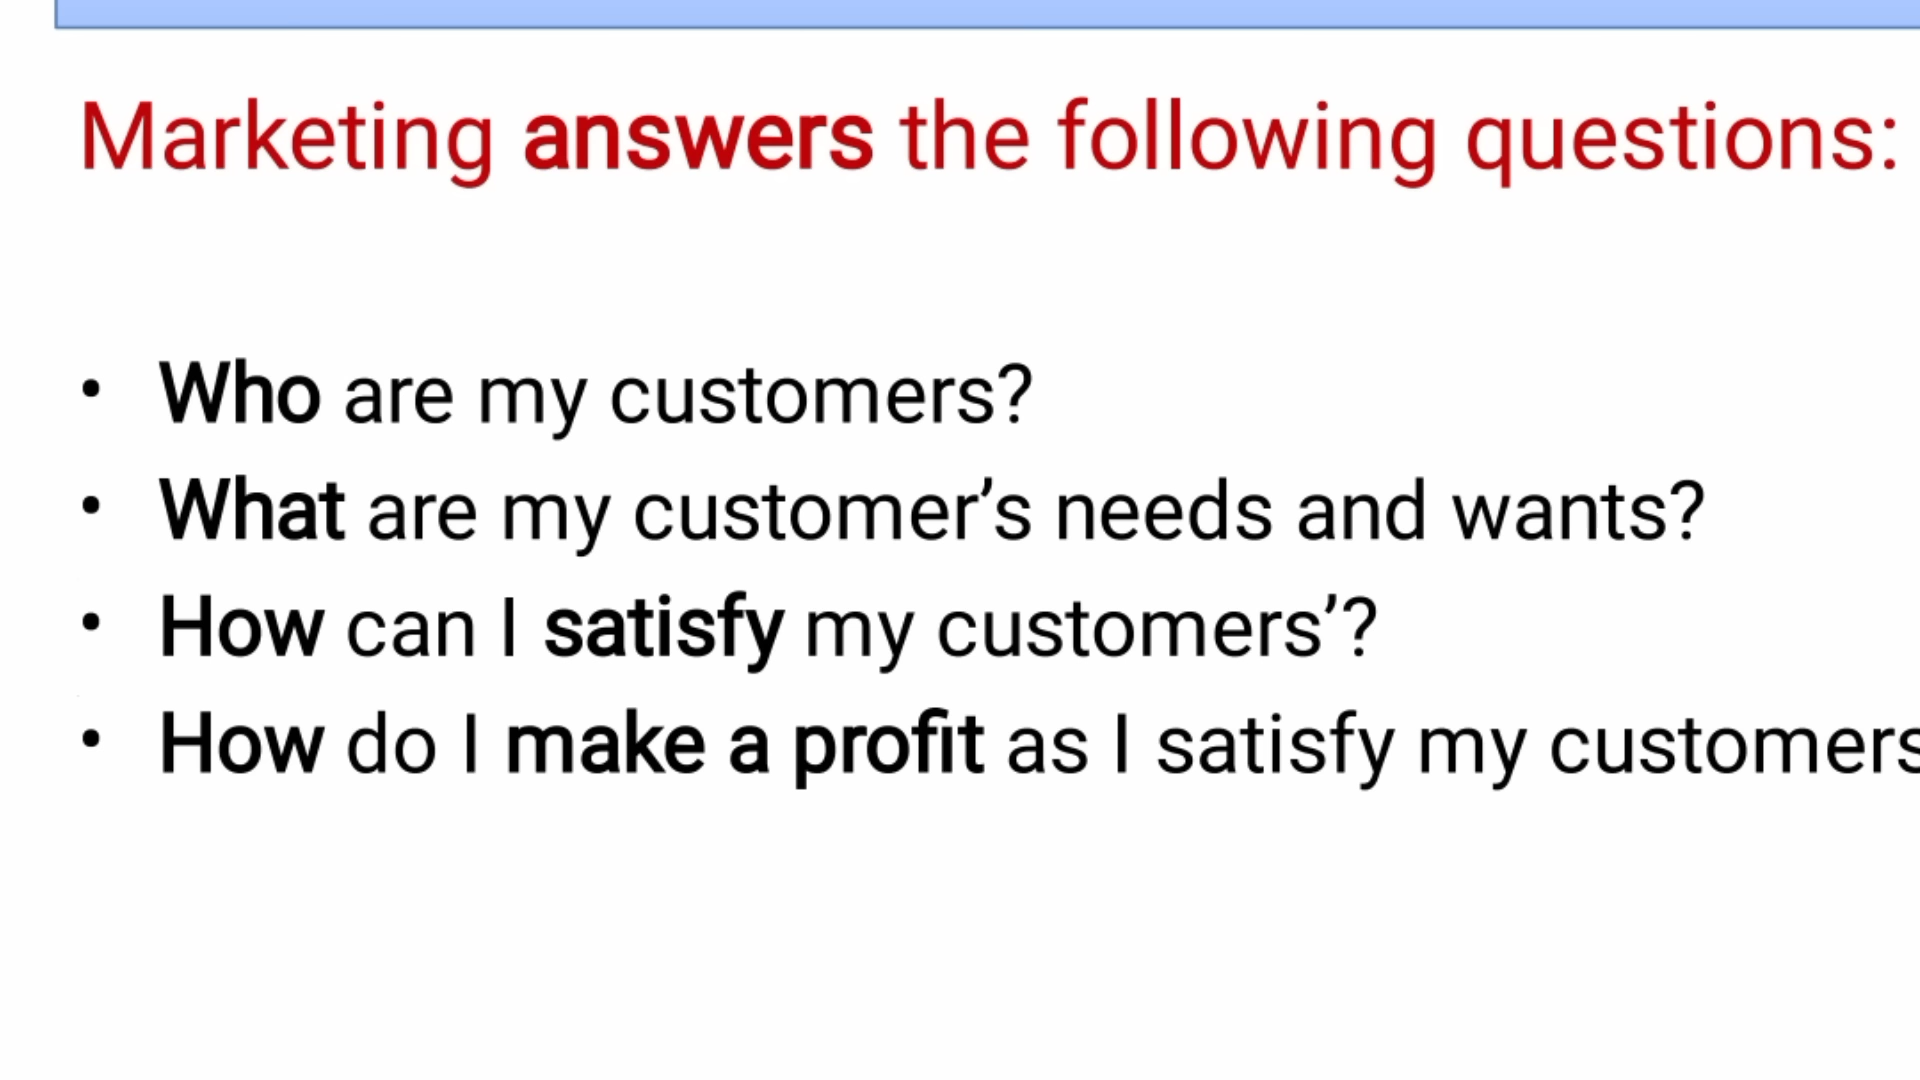 Marketing answers the following questions:
• Who are my customers?
• What are my customer’s needs and wants?
• How can I satisfy my customers’?
• How do I make a profit as I satisfy my customers